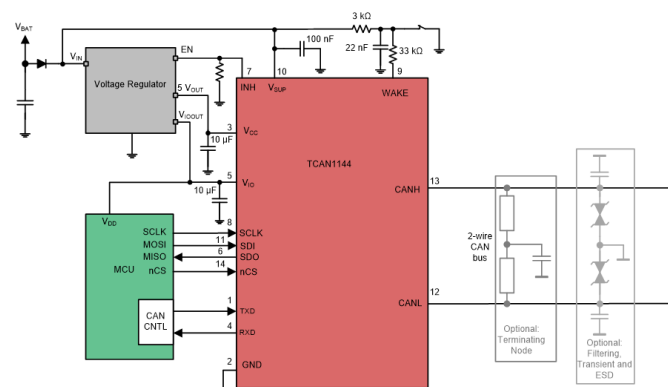 3 kΩ
VBAT
100 nF
22 nF
33 kΩ
VIN
EN
7
10
9
Voltage Regulator
INH
VSUP
WAKE
5 VOUT
VIOOUT
3
VCC
10 µF
TCAN1144
5
VIO
10 µF
13
CANH
VDD
SCLK
8
SCLK
MOSI
11
SDI
MISO
6
SDO
MCU
nCS
14
nCS
2-wire
CAN
bus
CAN
CNTL
1
TXD
4
RXD
12
CANL
2
GND
Optional:
Terminating
Node
Optional:
Filtering,
Transient and
ESD